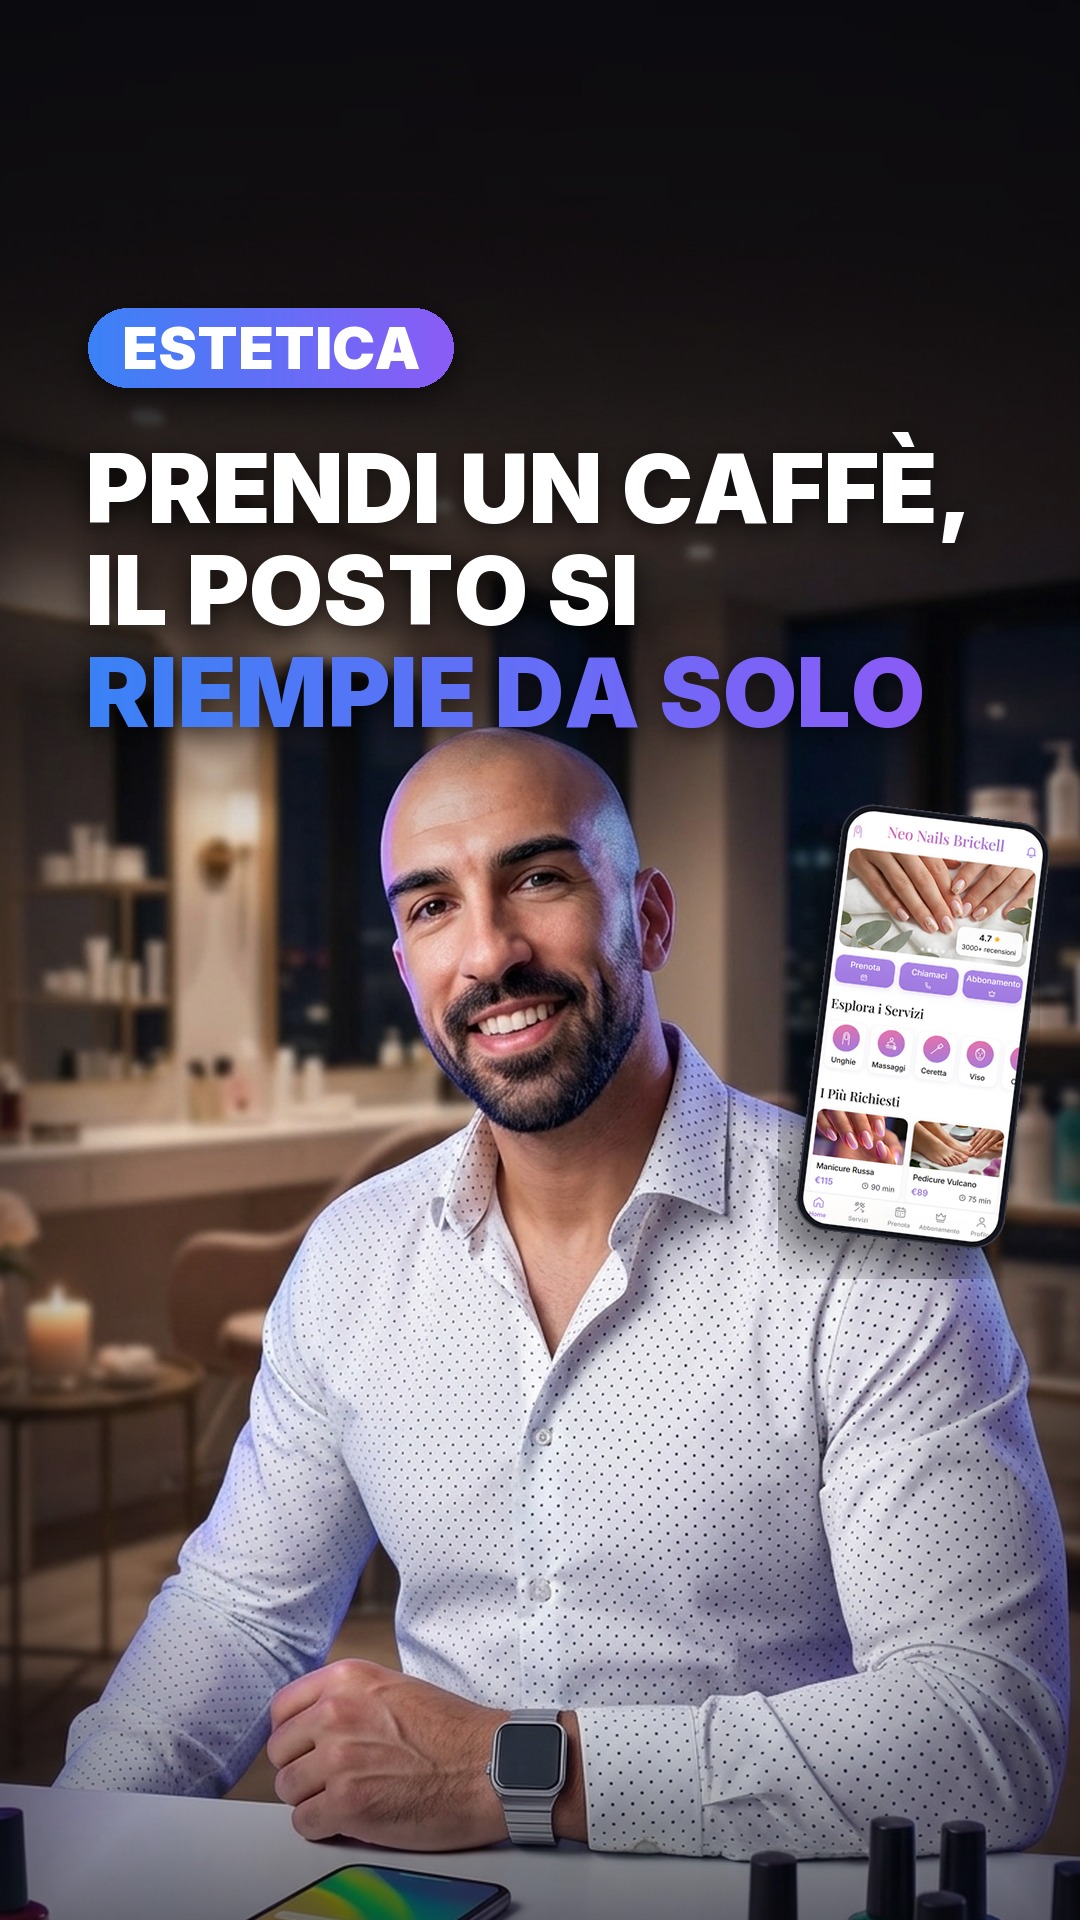 ESTETICA
PRENDI UN CAFFÈ,
IL POSTO SI
RIEMPIE DA SOLO
Neo Nails Brickell
4.7 ★
3000+ recensioni
Prenota
Chiamaci
Abbonamento
Esplora i Servizi
Unghie
Massaggi
Ceretta
Viso
I Più Richiesti
Manicure Russa
€115
90 min
Pedicure Vulcano
€89
75 min
Home
Servizi
Prenota
Abbonamento